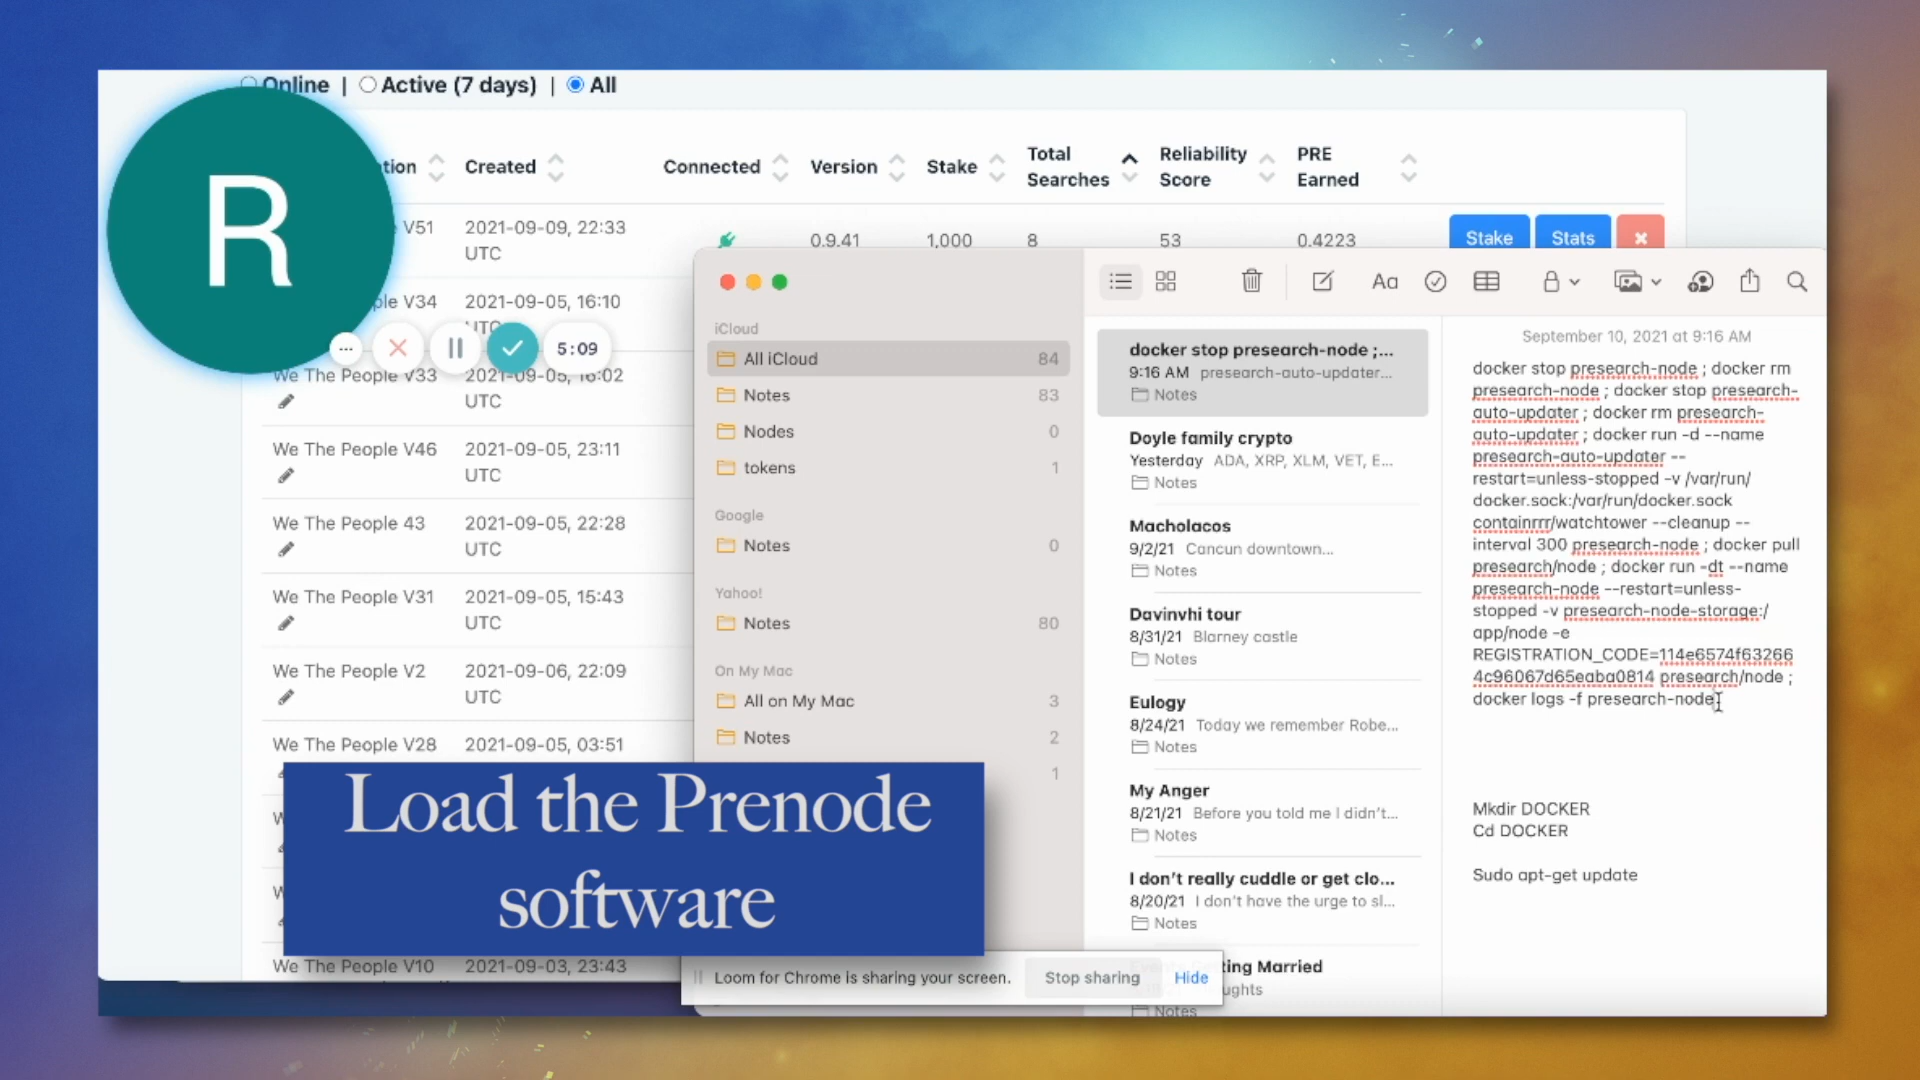 Online | Active (7 days) | All
tion Created Connected Version Stake Total Searches Reliability Score PRE Earned
V51 2021-09-09, 22:33 UTC 0.9.41 1,000 8 53 0.4223 Stake Stats
R
ple V34 2021-09-05, 16:10
UTC
5:09
We The People V33 2021-09-05, 16:02
UTC
We The People V46 2021-09-05, 23:11
UTC
We The People 43 2021-09-05, 22:28
UTC
We The People V31 2021-09-05, 15:43
UTC
We The People V2 2021-09-06, 22:09
UTC
We The People V28 2021-09-05, 03:51
We The People V10 2021-09-03, 23:43
Load the Prenode
software
iCloud
All iCloud 84
Notes 83
Nodes 0
tokens 1
Google
Notes 0
Yahoo!
Notes 80
On My Mac
All on My Mac 3
Notes 2
1
Aa
docker stop presearch-node ;...
9:16 AM presearch-auto-updater...
Notes
Doyle family crypto
Yesterday ADA, XRP, XLM, VET, E...
Notes
Macholacos
9/2/21 Cancun downtown...
Notes
Davinvhi tour
8/31/21 Blarney castle
Notes
Eulogy
8/24/21 Today we remember Robe...
Notes
My Anger
8/21/21 Before you told me I didn't...
Notes
I don't really cuddle or get clo...
8/20/21 I don't have the urge to sl...
Notes
ting Married
ughts
Notes
September 10, 2021 at 9:16 AM
docker stop presearch-node ; docker rm
presearch-node ; docker stop presearch-
auto-updater ; docker rm presearch-
auto-updater ; docker run -d --name
presearch-auto-updater --
restart=unless-stopped -v /var/run/
docker.sock:/var/run/docker.sock
containrrr/watchtower --cleanup --
interval 300 presearch-node ; docker pull
presearch/node ; docker run -dt --name
presearch-node --restart=unless-
stopped -v presearch-node-storage:/
app/node -e
REGISTRATION_CODE=114e6574f63266
4c96067d65eaba0814 presearch/node ;
docker logs -f presearch-node
Mkdir DOCKER
Cd DOCKER
Sudo apt-get update
Loom for Chrome is sharing your screen. Stop sharing Hide